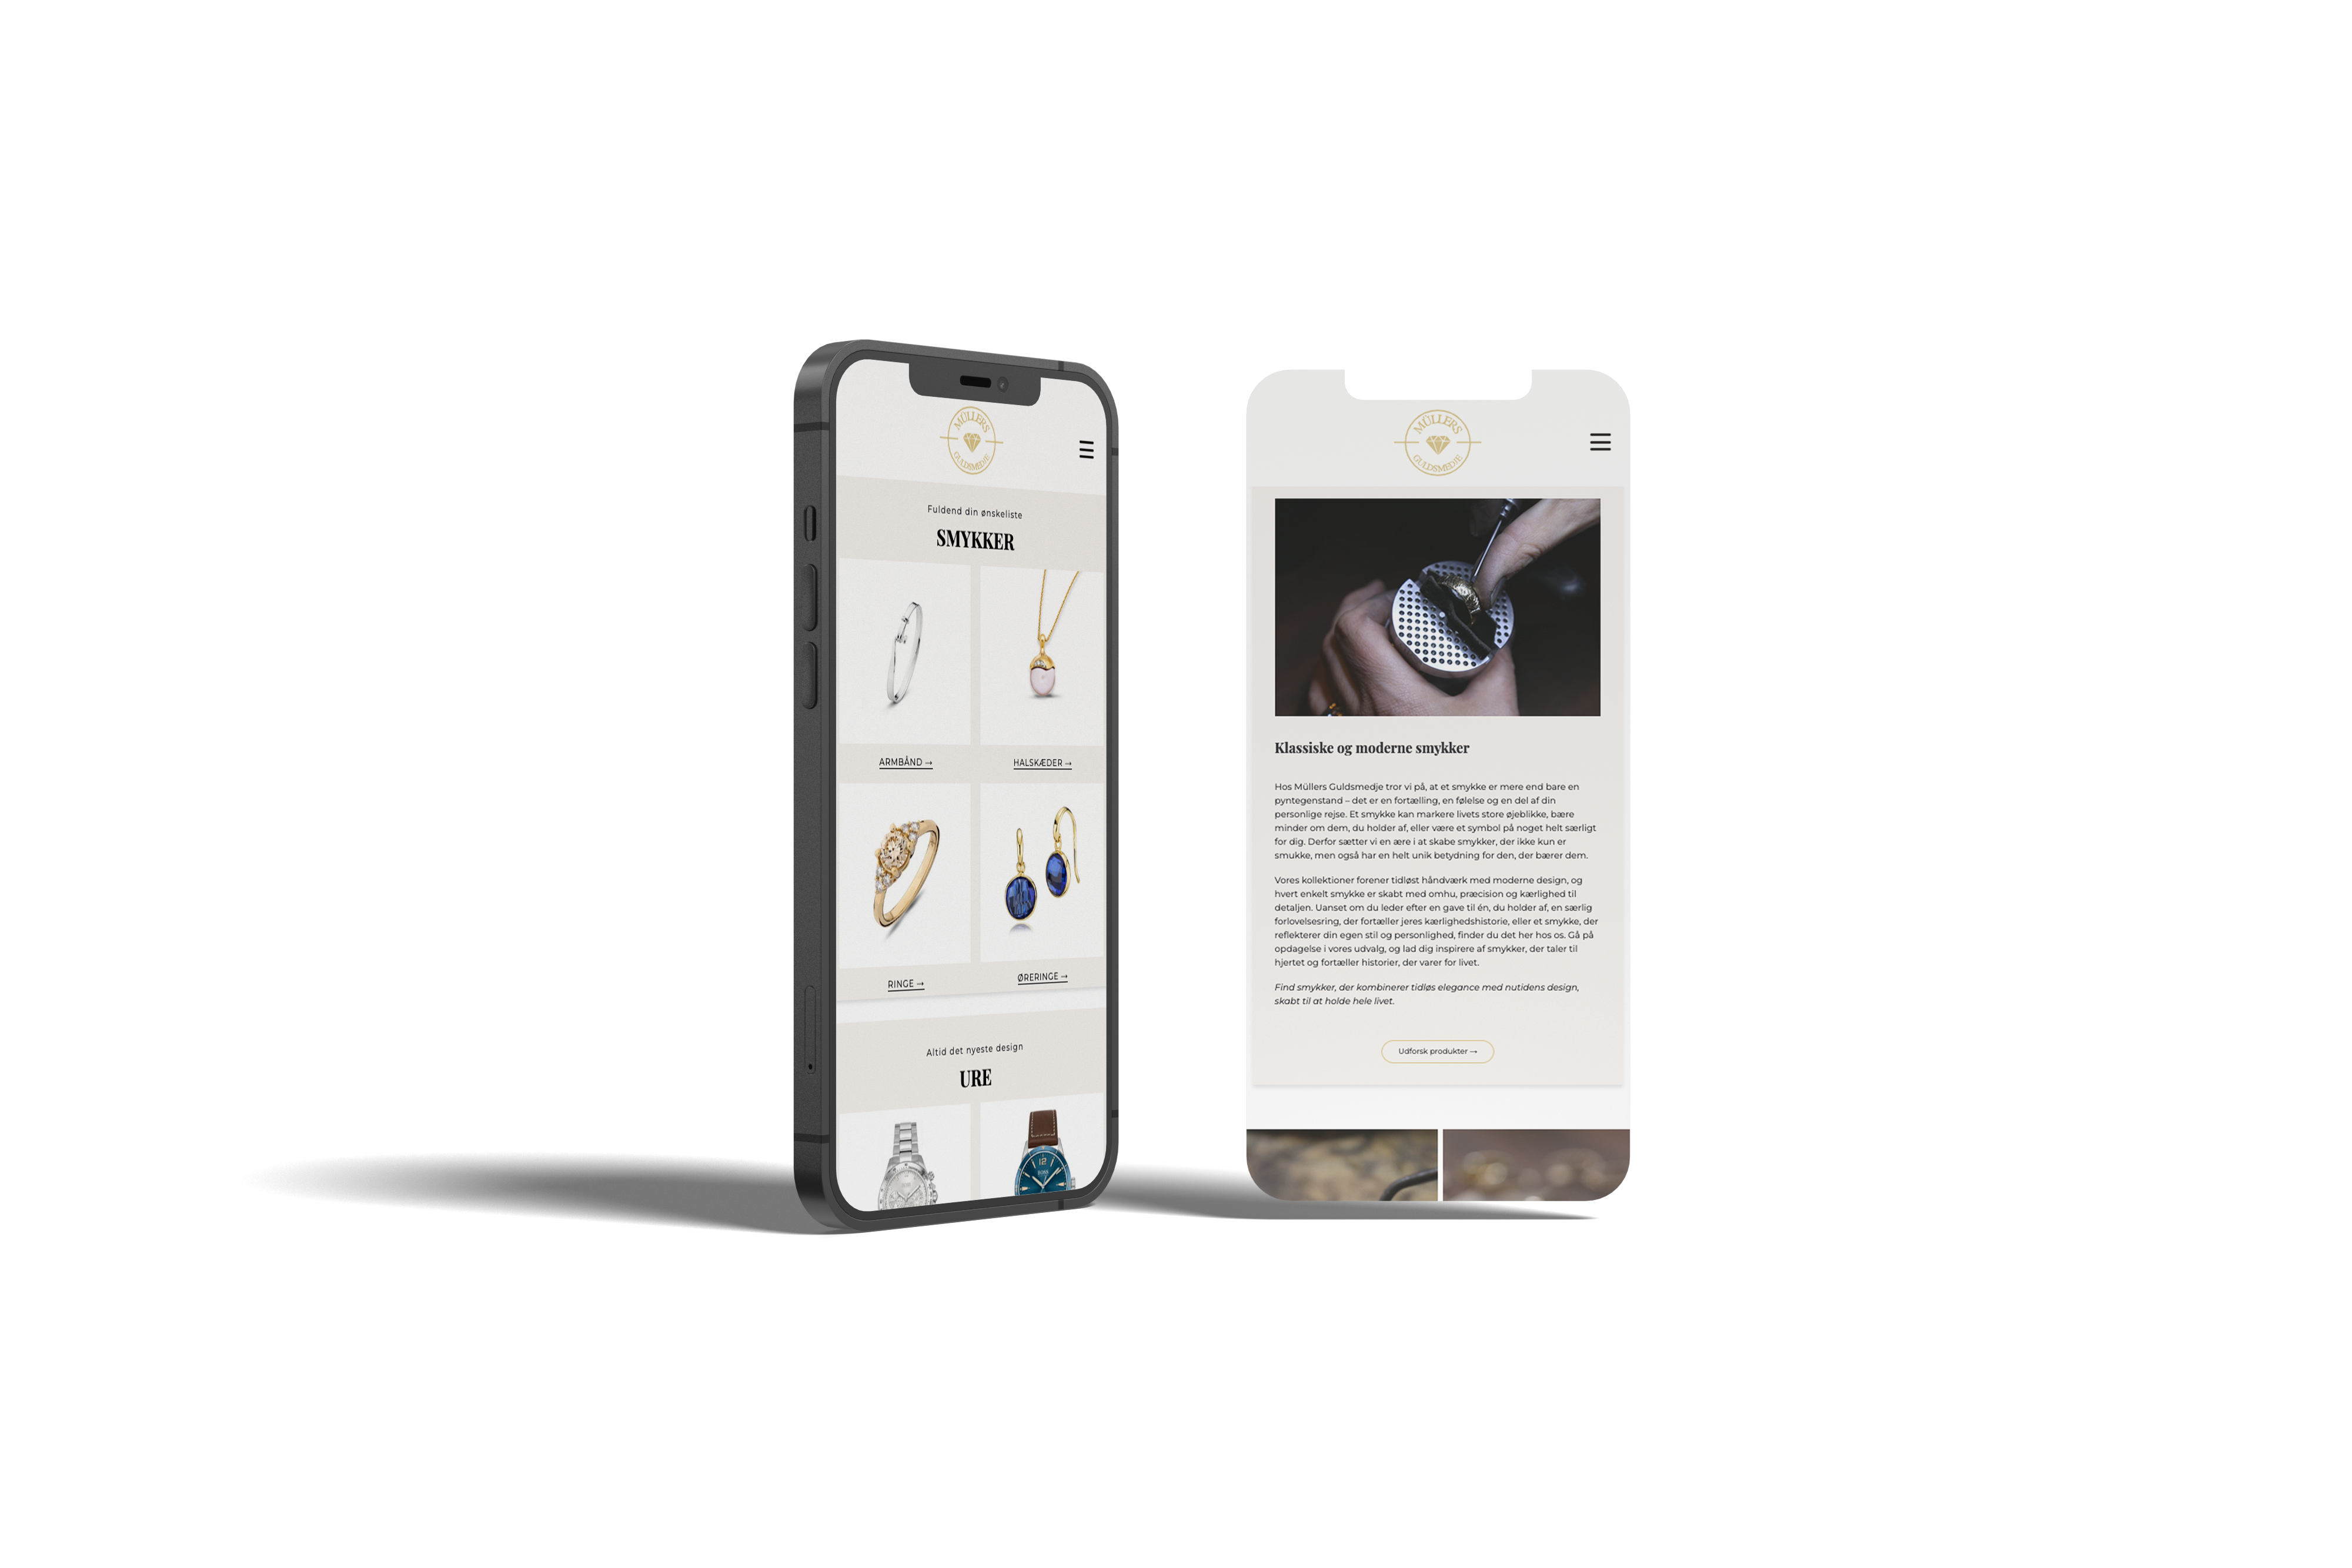 MÜLLERS
GULDSMEDJE
Fuldend din ønskeliste
SMYKKER
ARMBÅND →
HALSKÆDER →
RINGE →
ØRERINGE →
Altid det nyeste design
URE
MÜLLERS
GULDSMEDJE
Klassiske og moderne smykker
Hos Müllers Guldsmedje tror vi på, at et smykke er mere end bare en
pyntegenstand – det er en fortælling, en følelse og en del af din
personlige rejse. Et smykke kan markere livets store øjeblikke, bære
minder om dem, du holder af, eller være et symbol på noget helt særligt
for dig. Derfor sætter vi en ære i at skabe smykker, der ikke kun er
smukke, men også har en helt unik betydning for den, der bærer dem.
Vores kollektioner forener tidløst håndværk med moderne design, og
hvert enkelt smykke er skabt med omhu, præcision og kærlighed til
detaljen. Uanset om du leder efter en gave til én, du holder af, en særlig
forlovelsesring, der fortæller jeres kærlighedshistorie, eller et smykke, der
reflekterer din egen stil og personlighed, finder du det her hos os. Gå på
opdagelse i vores udvalg, og lad dig inspirere af smykker, der taler til
hjertet og fortæller historier, der varer for livet.
Find smykker, der kombinerer tidløs elegance med nutidens design,
skabt til at holde hele livet.
Udforsk produkter →